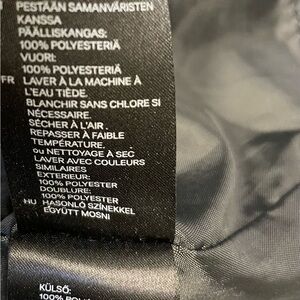 PESTÄÄN SAMANVÄRISTEN
KANSSA
PÄÄLLISKANGAS:
100% POLYESTERIÄ
VUORI:
100% POLYESTERIÄ
FR LAVER À LA MACHINE À
L'EAU TIÈDE.
BLANCHIR SANS CHLORE SI
NÉCESSAIRE.
SÉCHER À L'AIR.
REPASSER À FAIBLE
TEMPÉRATURE.
ou NETTOYAGE À SEC
LAVER AVEC COULEURS
SIMILAIRES
EXTERIEUR:
100% POLYESTER
DOUBLURE:
100% POLYESTER
HU HASONLÓ SZÍNEKKEL
EGYÜTT MOSNI
KÜLSŐ: